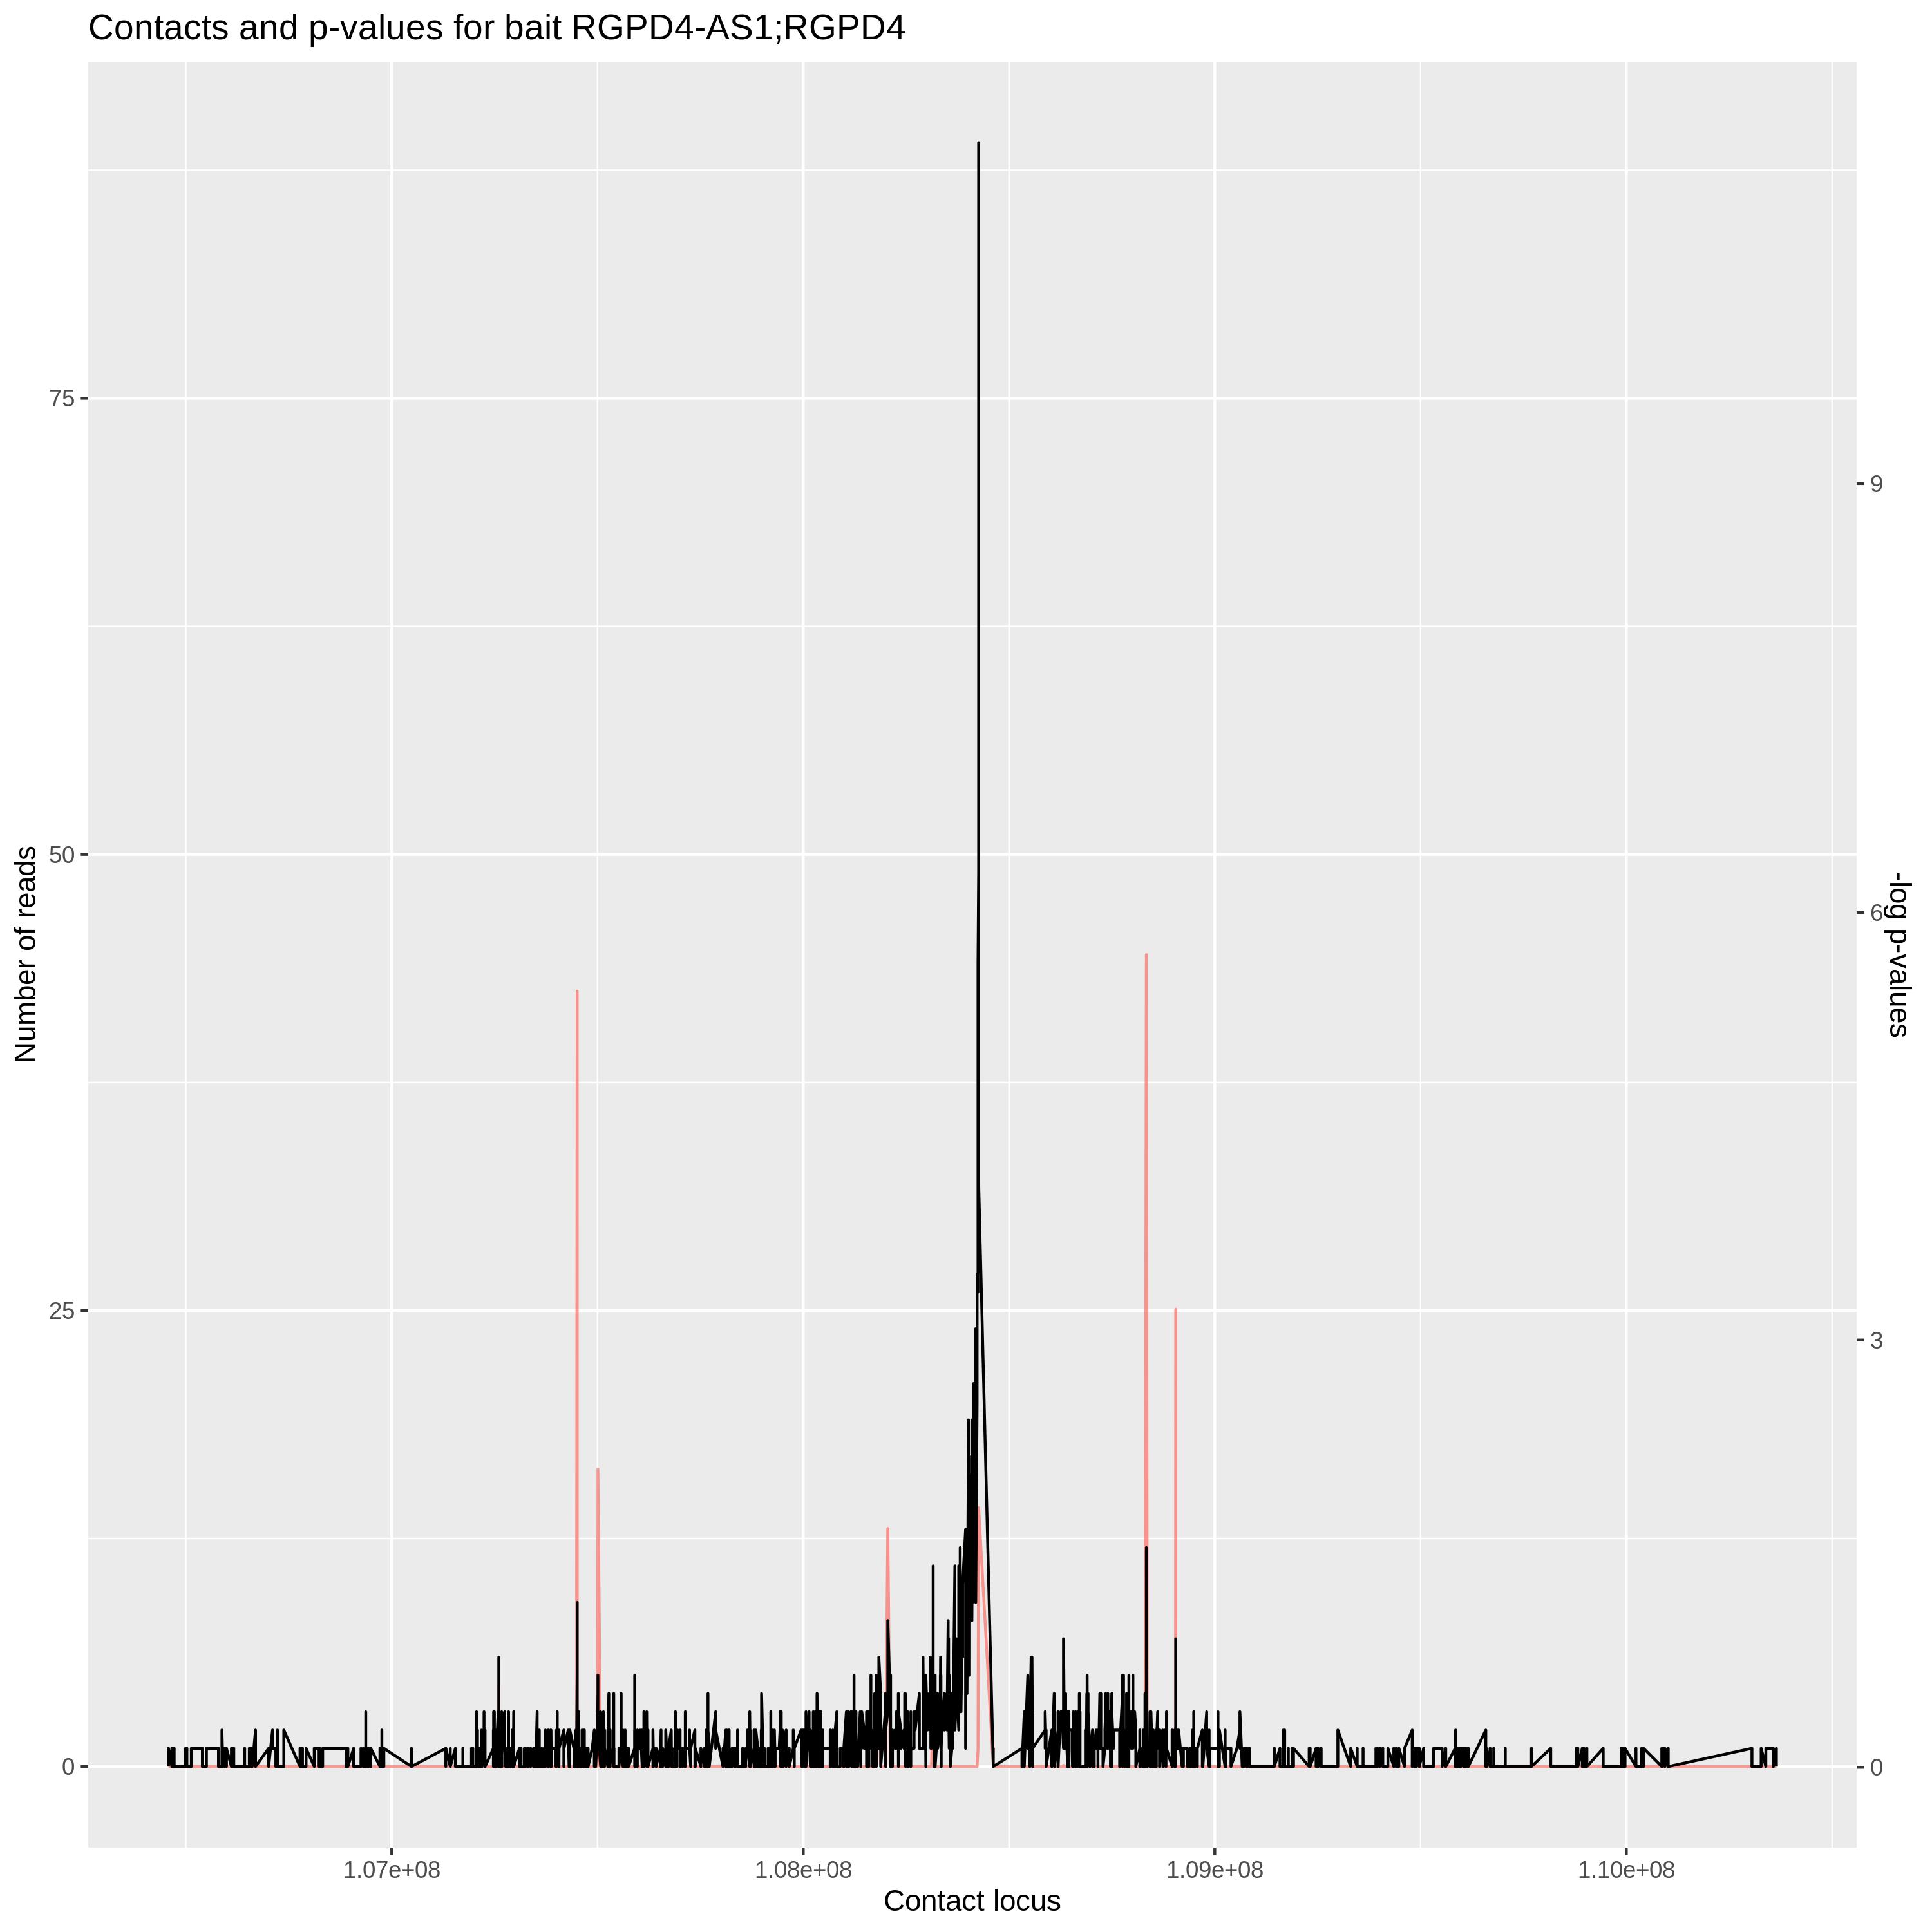 Contacts and p-values for bait RGPD4-AS1;RGPD4
75
50
25
0
9
6
3
0
Number of reads
-log p-values
1.07e+08 1.08e+08 1.09e+08 1.10e+08
Contact locus